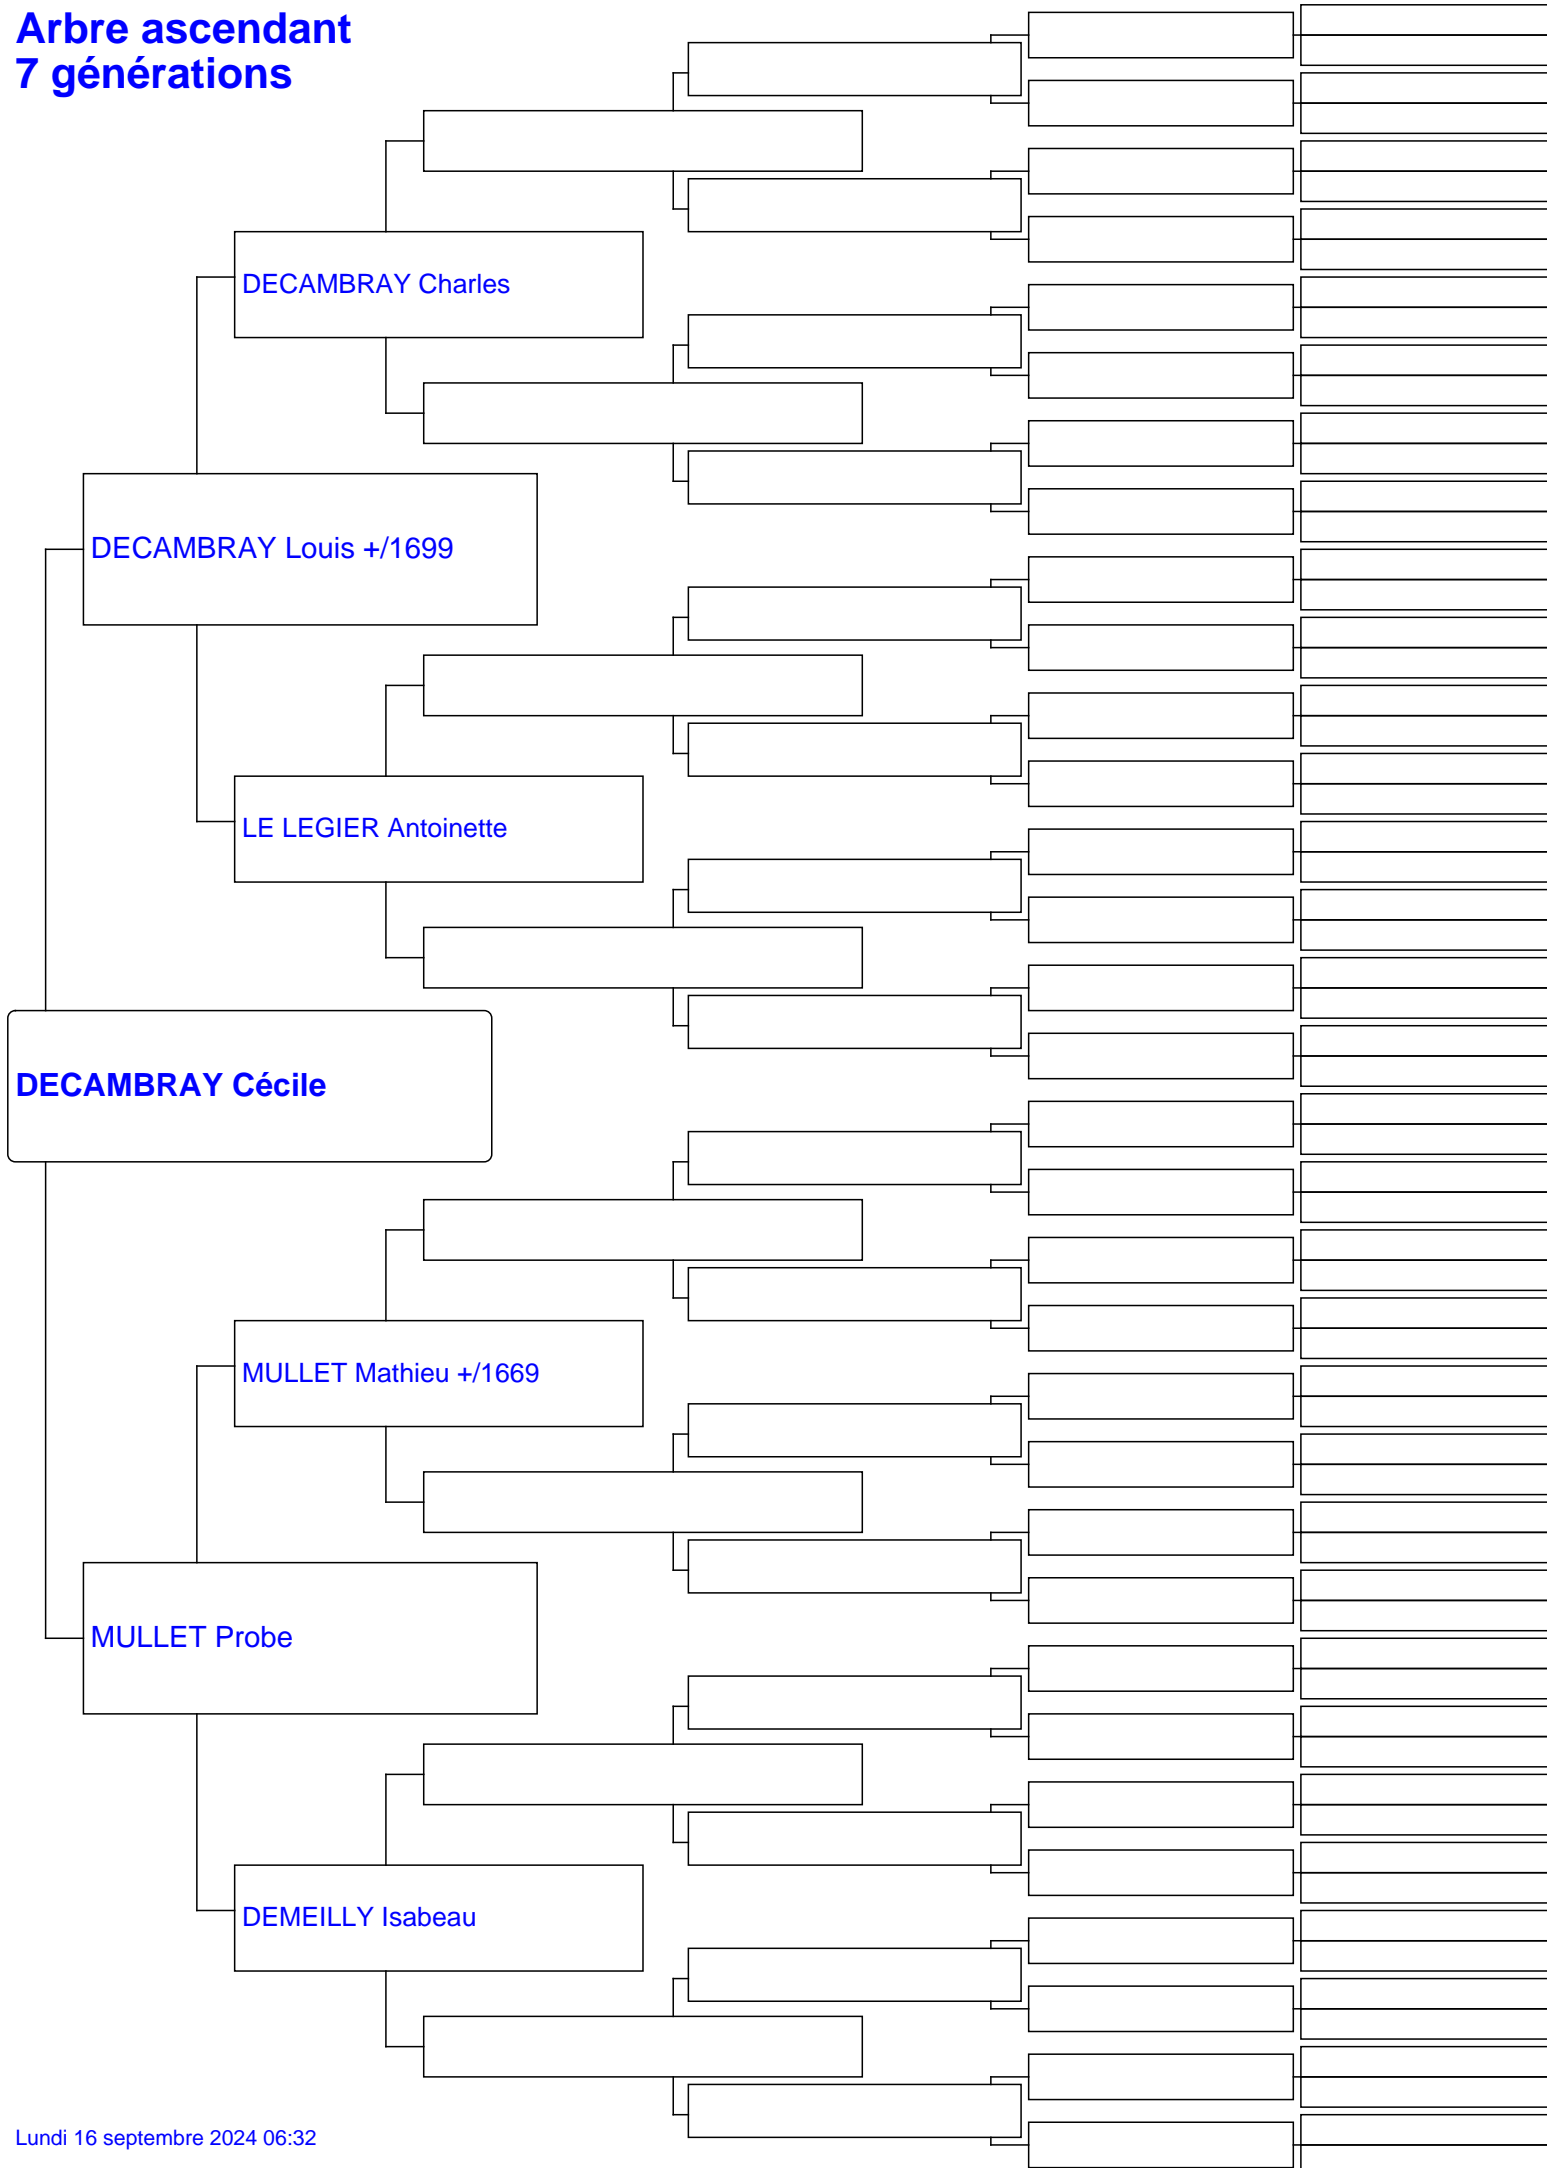 Arbre ascendant
7 générations
DECAMBRAY Charles
DECAMBRAY Louis +/1699
LE LEGIER Antoinette
DECAMBRAY Cécile
MULLET Mathieu +/1669
MULLET Probe
DEMEILLY Isabeau
Lundi 16 septembre 2024 06:32